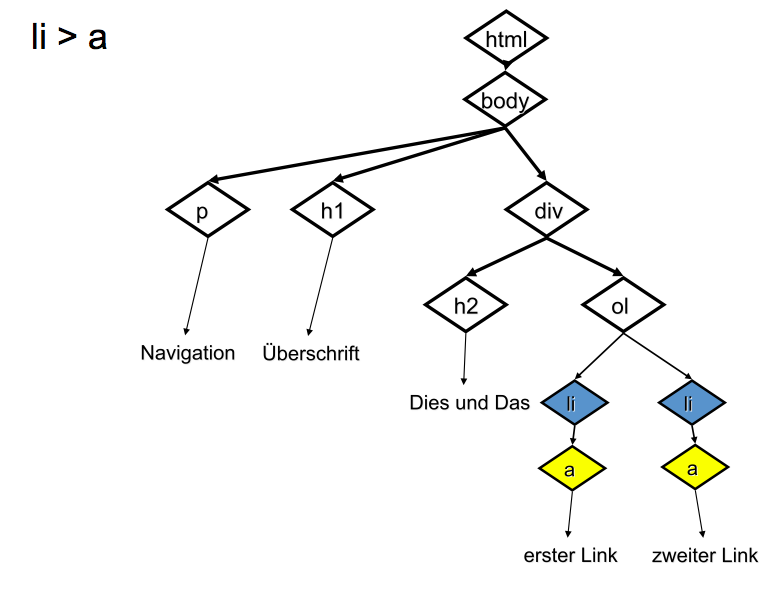 li > a
html
body
p
h1
div
h2
ol
Navigation
Überschrift
Dies und Das
li
li
a
a
erster Link
zweiter Link